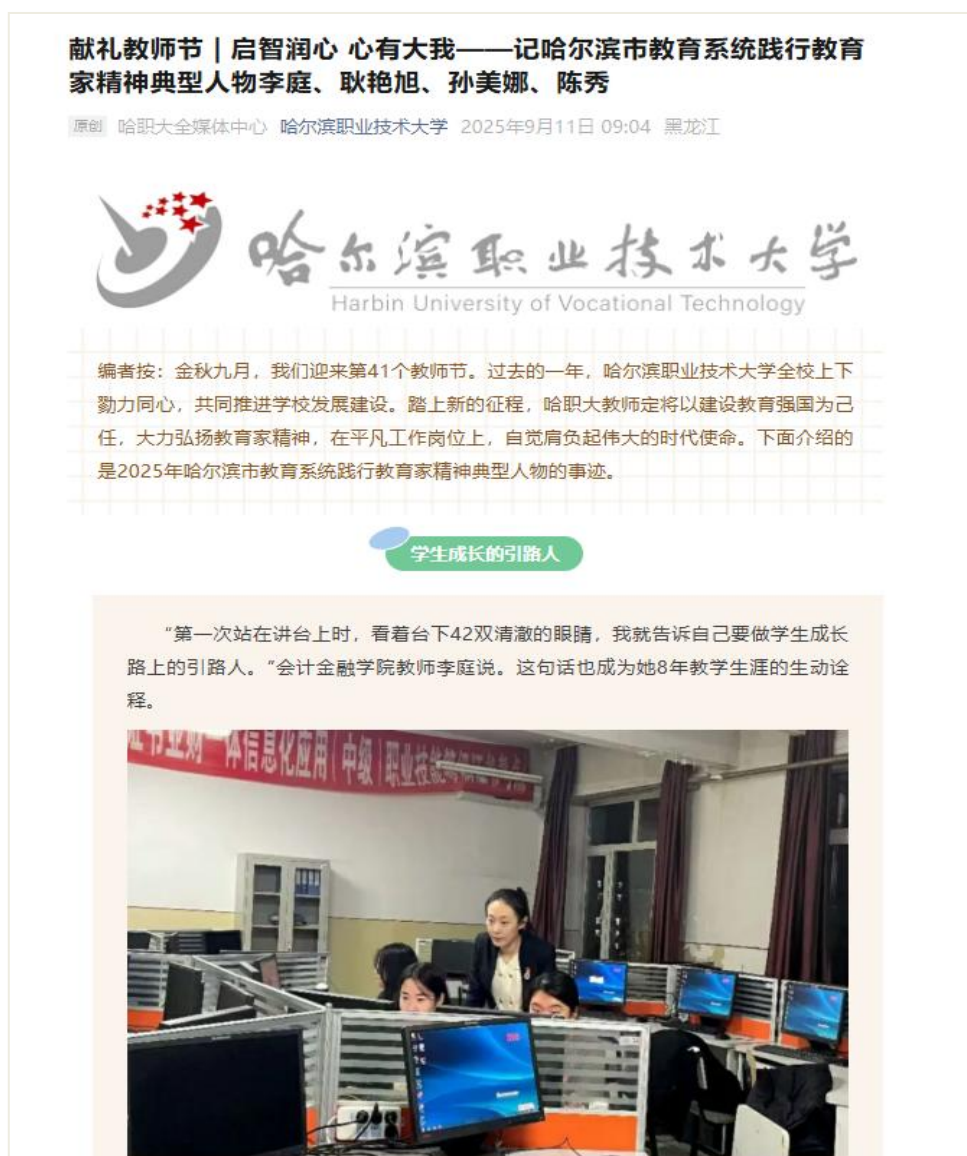 献礼教师节 | 启智润心 心有大我——记哈尔滨市教育系统践行教育
家精神典型人物李庭、耿艳旭、孙美娜、陈秀
原创 哈职大全媒体中心 哈尔滨职业技术大学 2025年9月11日 09:04 黑龙江
哈尔滨职业技术大学
Harbin University of Vocational Technology
编者按：金秋九月，我们迎来第41个教师节。过去的一年，哈尔滨职业技术大学全校上下
勠力同心，共同推进学校发展建设。踏上新的征程，哈职大教师定将以建设教育强国为己
任，大力弘扬教育家精神，在平凡工作岗位上，自觉肩负起伟大的时代使命。下面介绍的
是2025年哈尔滨市教育系统践行教育家精神典型人物的事迹。
学生成长的引路人
“第一次站在讲台上时，看着台下42双清澈的眼睛，我就告诉自己要做学生成长
路上的引路人。”会计金融学院教师李庭说。这句话也成为她8年教学生涯的生动诠
释。
证书业财一体信息化应用（中级）职业技能等级证书考点